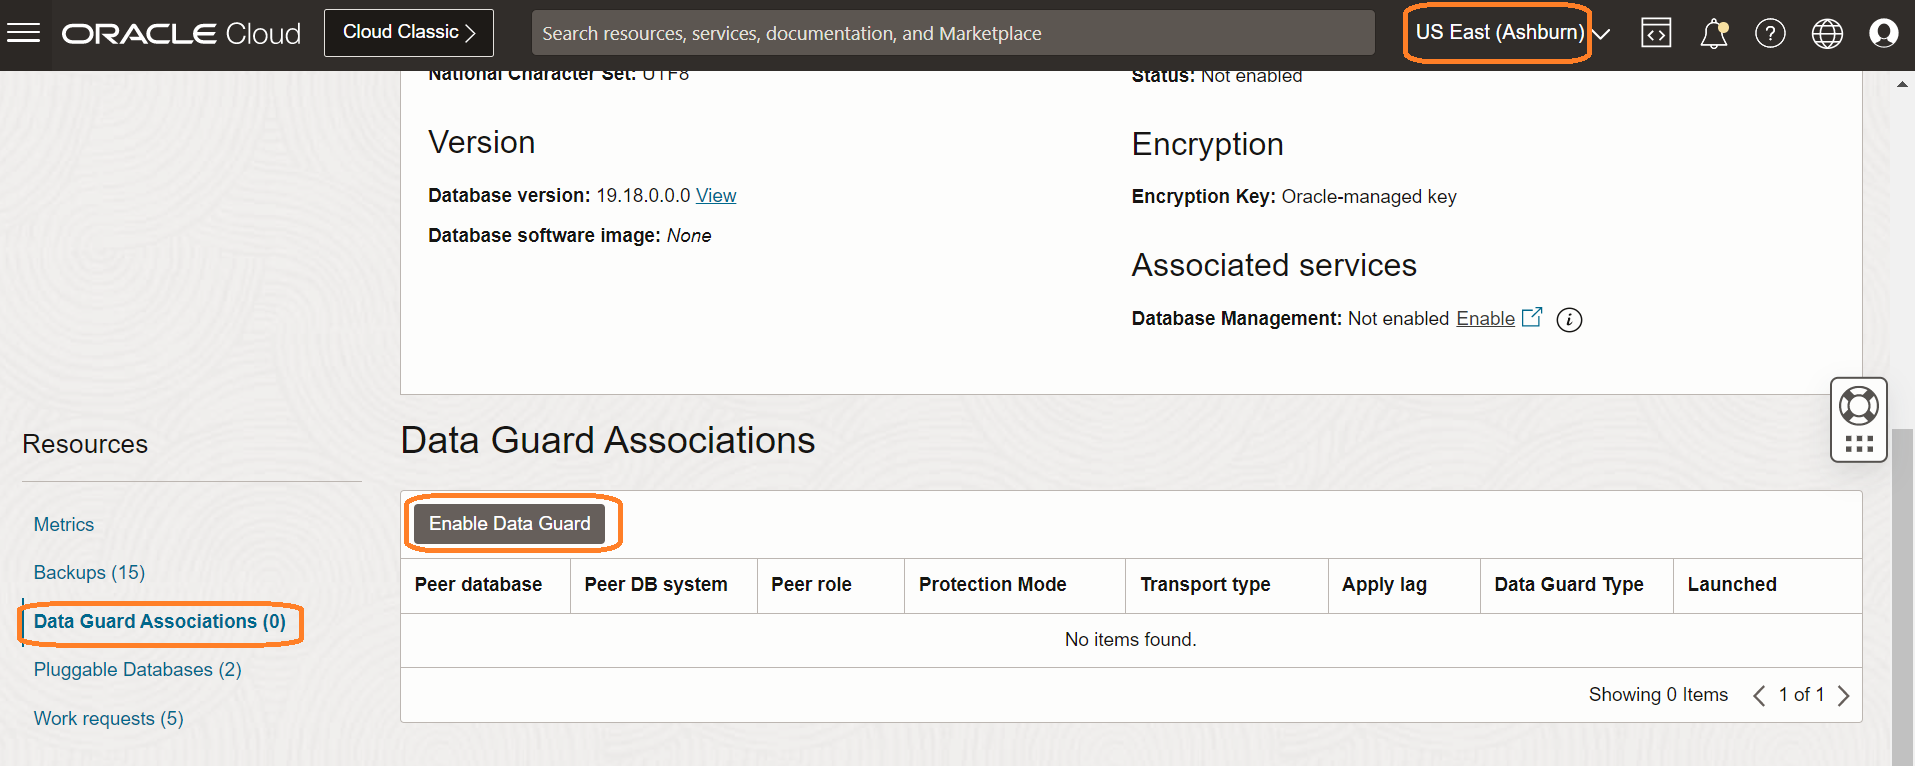 ORACLE Cloud
Cloud Classic
Search resources, services, documentation, and Marketplace
US East (Ashburn)
National Character Set: UTF8
Status: Not enabled
Version
Database version: 19.18.0.0.0 View
Database software image: None
Encryption
Encryption Key: Oracle-managed key
Associated services
Database Management: Not enabled Enable
Resources
Metrics
Backups (15)
Data Guard Associations (0)
Pluggable Databases (2)
Work requests (5)
Data Guard Associations
Enable Data Guard
Peer database Peer DB system Peer role Protection Mode Transport type Apply lag Data Guard Type Launched
No items found.
Showing 0 Items 1 of 1